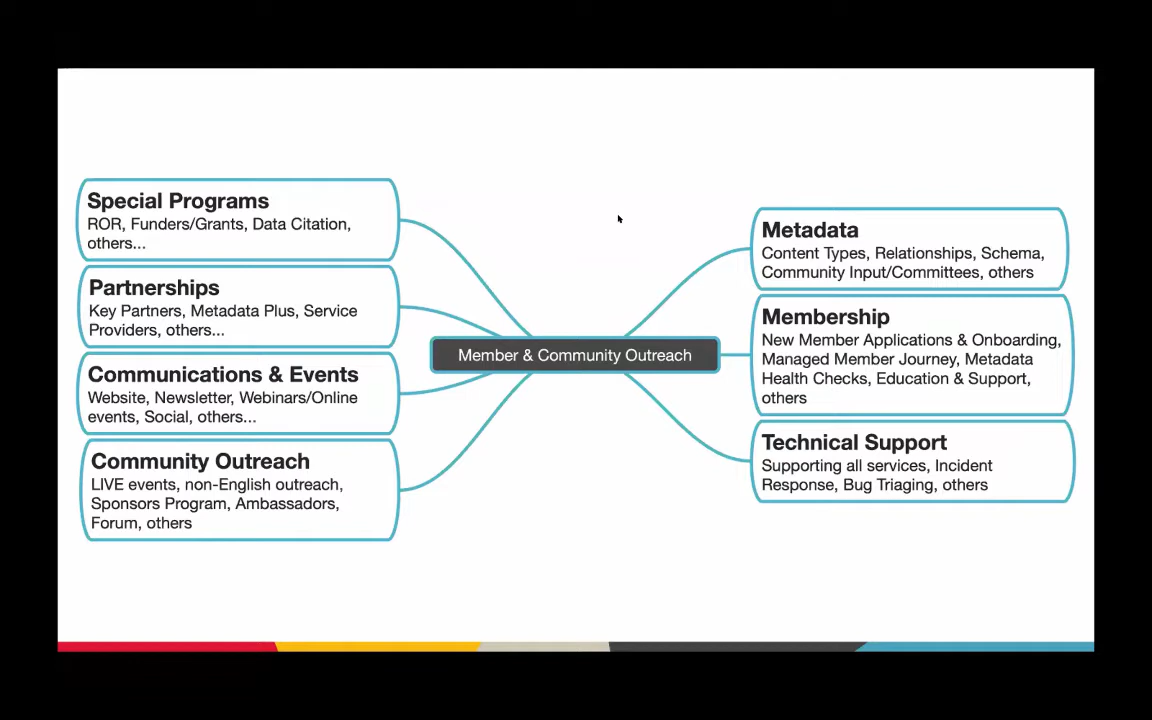 Special Programs
ROR, Funders/Grants, Data Citation,
others...
Partnerships
Key Partners, Metadata Plus, Service
Providers, others...
Communications & Events
Website, Newsletter, Webinars/Online
events, Social, others...
Community Outreach
LIVE events, non-English outreach,
Sponsors Program, Ambassadors,
Forum, others
Member & Community Outreach
Metadata
Content Types, Relationships, Schema,
Community Input/Committees, others
Membership
New Member Applications & Onboarding,
Managed Member Journey, Metadata
Health Checks, Education & Support,
others
Technical Support
Supporting all services, Incident
Response, Bug Triaging, others